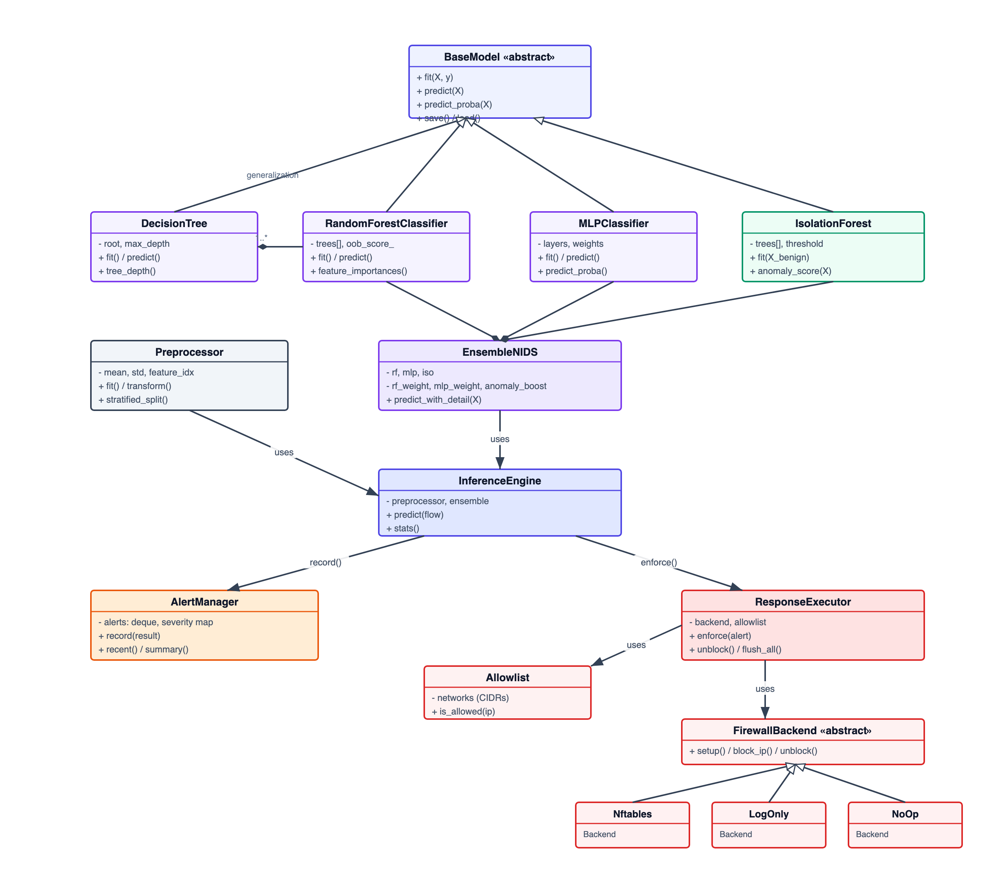 BaseModel «abstract»
+ fit(X, y)
+ predict(X)
+ predict_proba(X)
+ save() / load()
generalization
DecisionTree
- root, max_depth
+ fit() / predict()
+ tree_depth()
1..*
RandomForestClassifier
- trees[], oob_score_
+ fit() / predict()
+ feature_importances()
MLPClassifier
- layers, weights
+ fit() / predict()
+ predict_proba()
IsolationForest
- trees[], threshold
+ fit(X_benign)
+ anomaly_score(X)
Preprocessor
- mean, std, feature_idx
+ fit() / transform()
+ stratified_split()
EnsembleNIDS
- rf, mlp, iso
- rf_weight, mlp_weight, anomaly_boost
+ predict_with_detail(X)
uses
uses
InferenceEngine
- preprocessor, ensemble
+ predict(flow)
+ stats()
record()
enforce()
AlertManager
- alerts: deque, severity map
+ record(result)
+ recent() / summary()
ResponseExecutor
- backend, allowlist
+ enforce(alert)
+ unblock() / flush_all()
uses
Allowlist
- networks (CIDRs)
+ is_allowed(ip)
uses
FirewallBackend «abstract»
+ setup() / block_ip() / unblock()
Nftables
Backend
LogOnly
Backend
NoOp
Backend